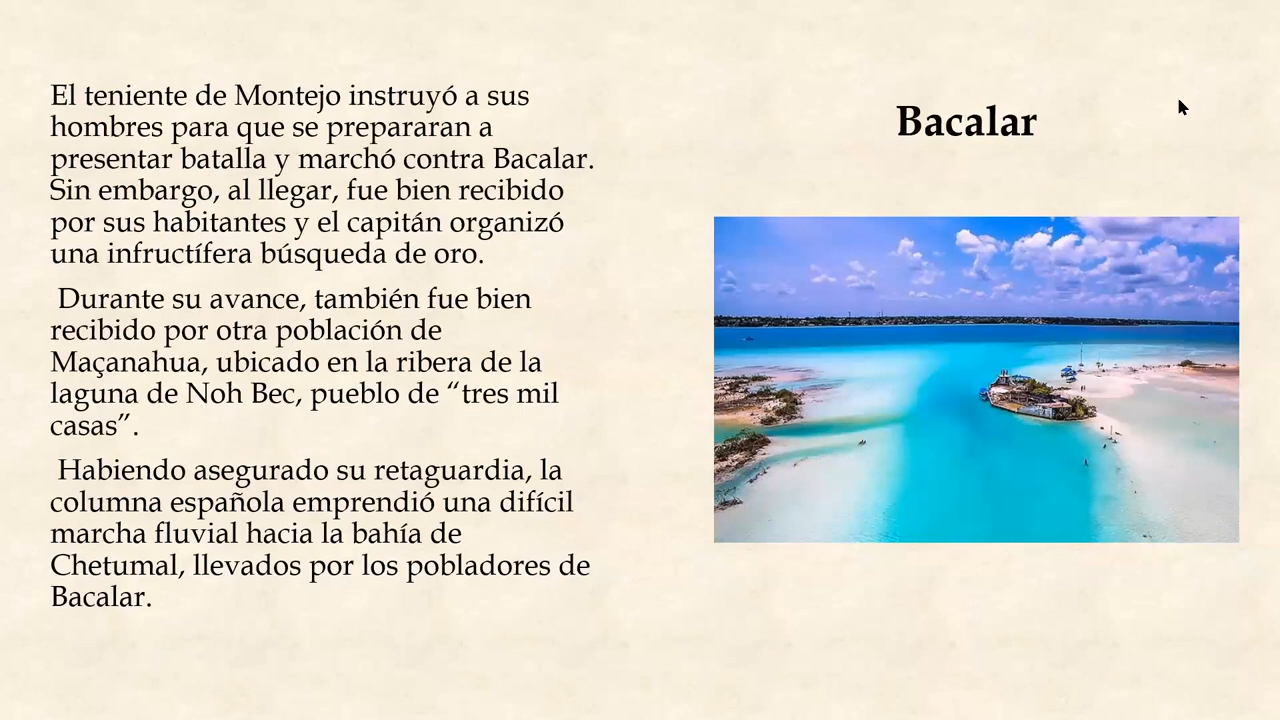 El teniente de Montejo instruyó a sus
hombres para que se prepararan a
presentar batalla y marchó contra Bacalar.
Sin embargo, al llegar, fue bien recibido
por sus habitantes y el capitán organizó
una infructífera búsqueda de oro.
Durante su avance, también fue bien
recibido por otra población de
Maçanahua, ubicado en la ribera de la
laguna de Noh Bec, pueblo de “tres mil
casas”.
Habiendo asegurado su retaguardia, la
columna española emprendió una difícil
marcha fluvial hacia la bahía de
Chetumal, llevados por los pobladores de
Bacalar.
Bacalar